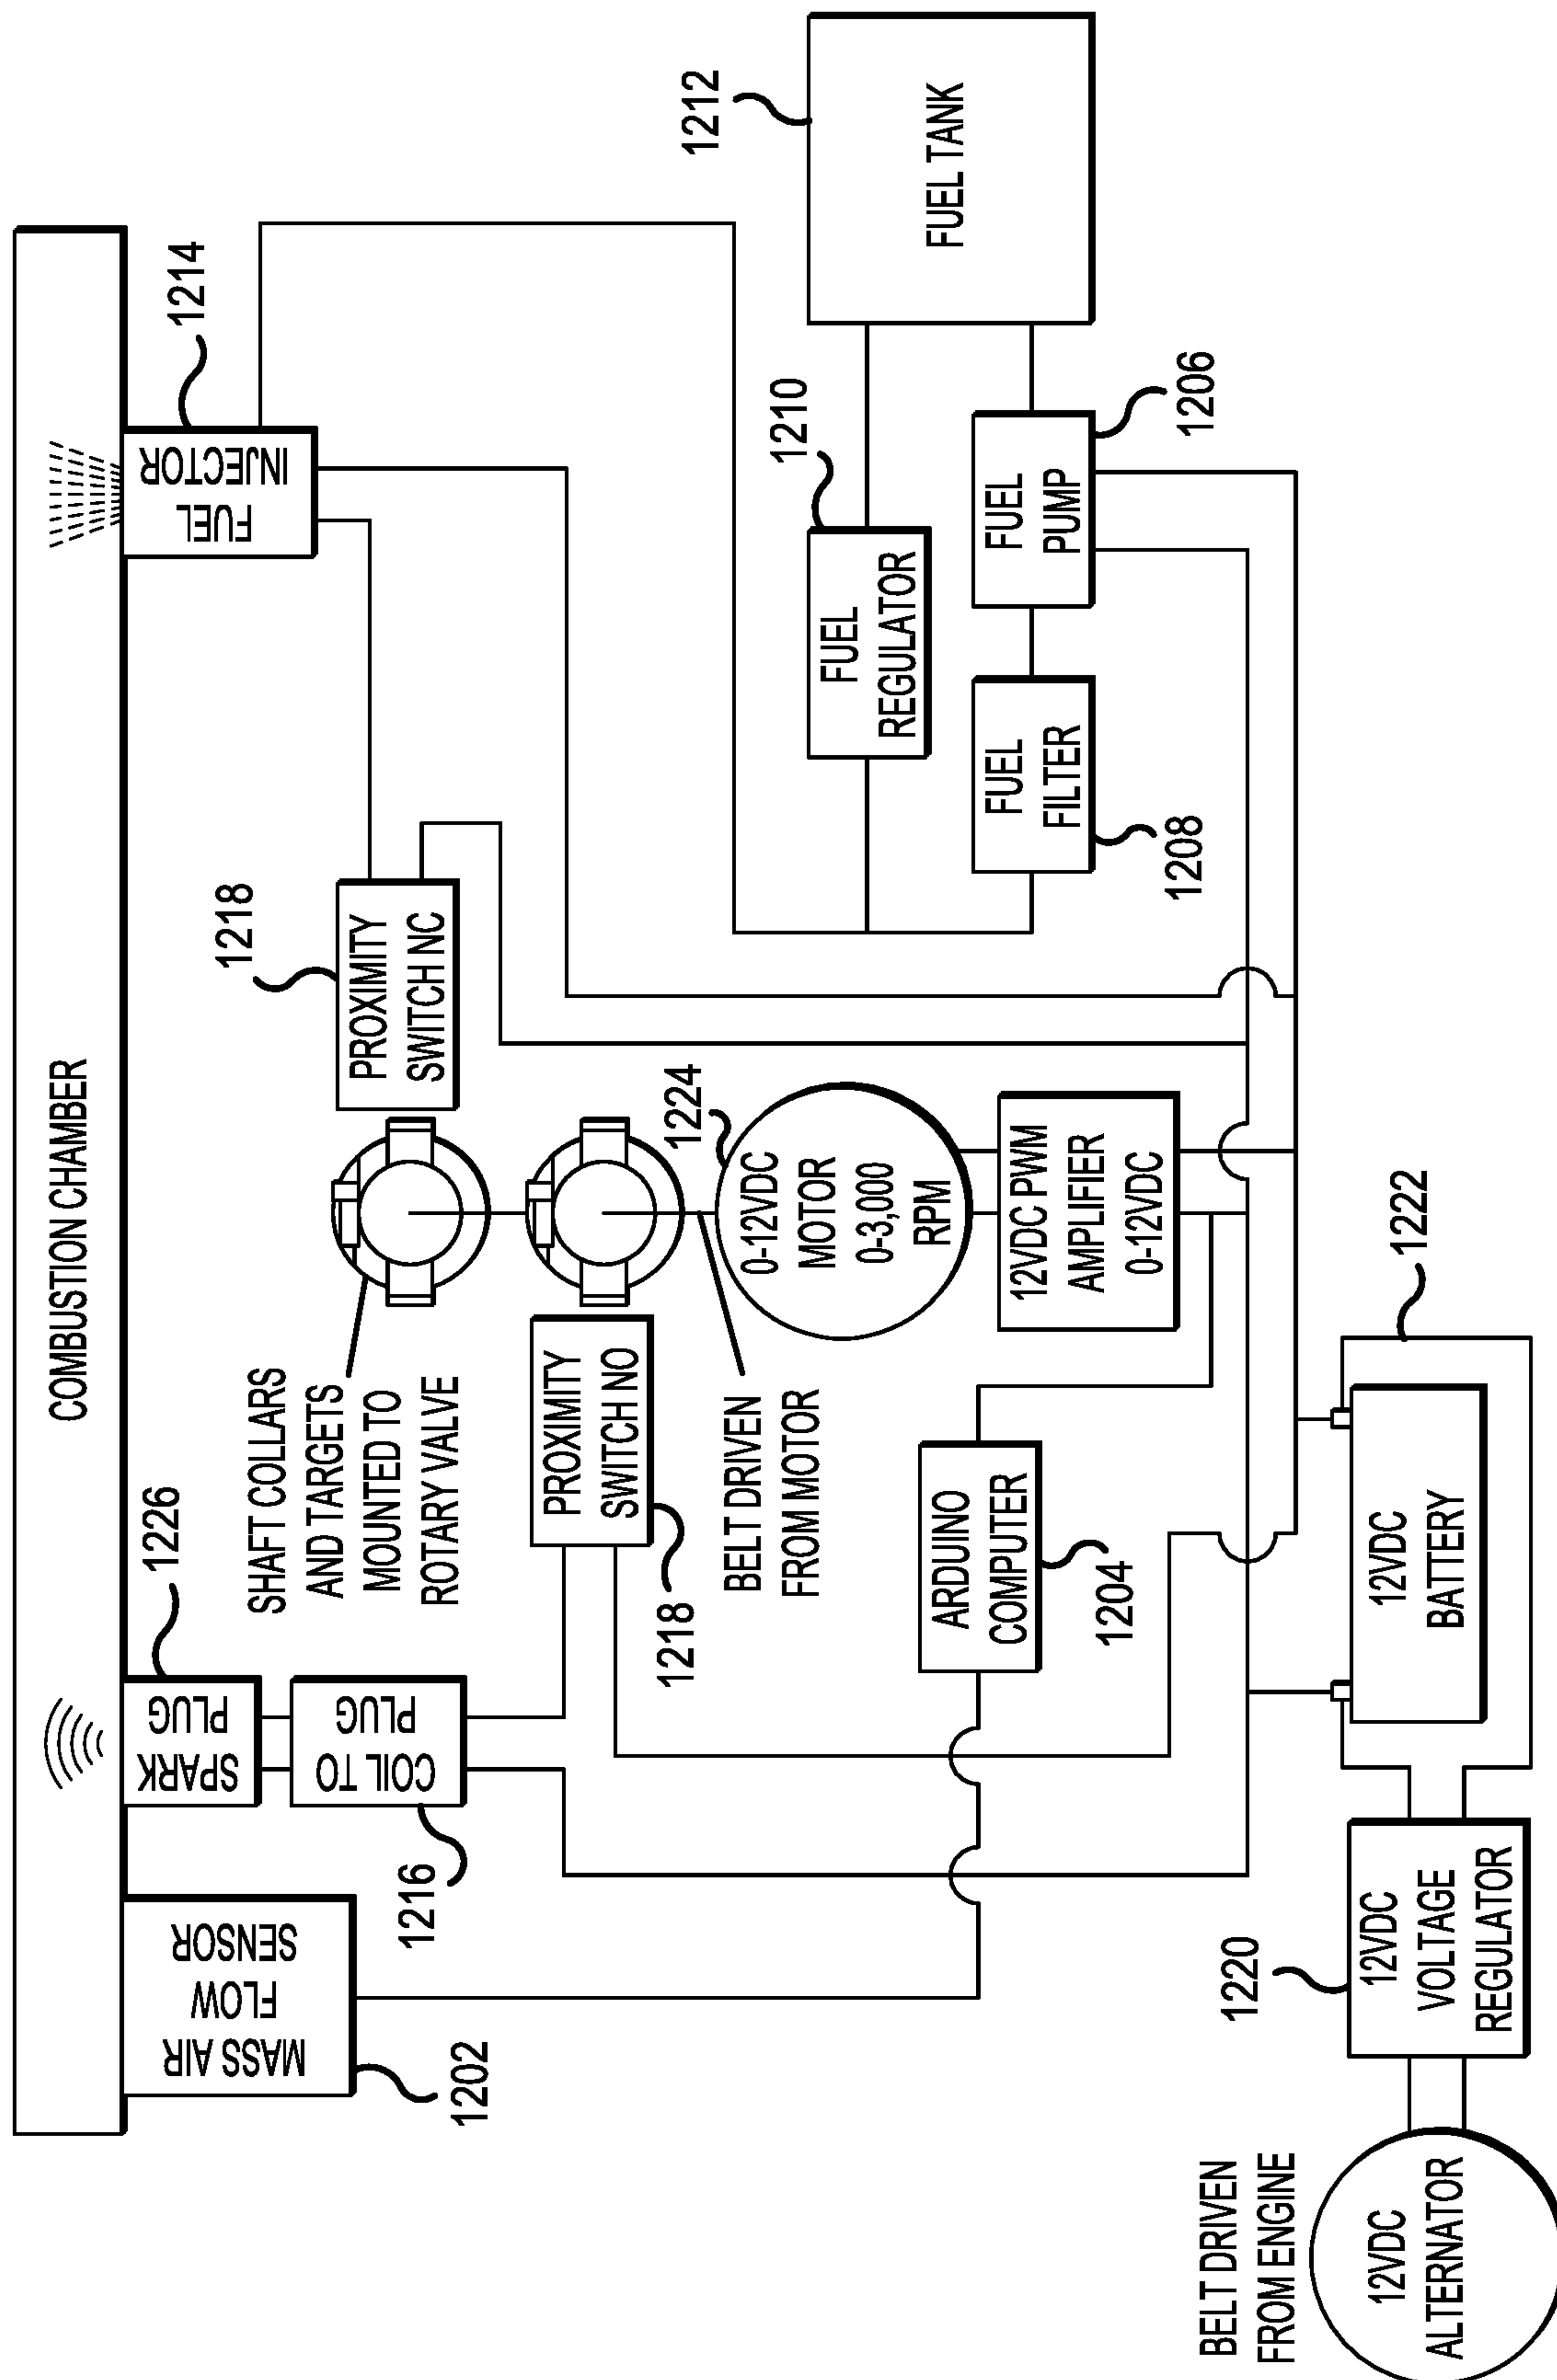 COMBUSTION CHAMBER
MASS AIR
FLOW
SENSOR
1202
SPARK
PLUG
1226
COIL TO
PLUG
1216
SHAFT COLLARS
AND TARGETS
MOUNTED TO
ROTARY VALVE
PROXIMITY
SWITCH NC
1218
FUEL
INJECTOR
1214
PROXIMITY
SWITCH NO
1218
BELT DRIVEN
FROM MOTOR
0-12VDC
MOTOR
0-3,000
RPM
1224
12VDC PWM
AMPLIFIER
0-12VDC
ARDUINO
COMPUTER
1204
FUEL
REGULATOR
1210
FUEL TANK
1212
FUEL
FILTER
1208
FUEL
PUMP
1206
BELT DRIVEN
FROM ENGINE
12VDC
ALTERNATOR
12VDC
VOLTAGE
REGULATOR
1220
12VDC
BATTERY
1222